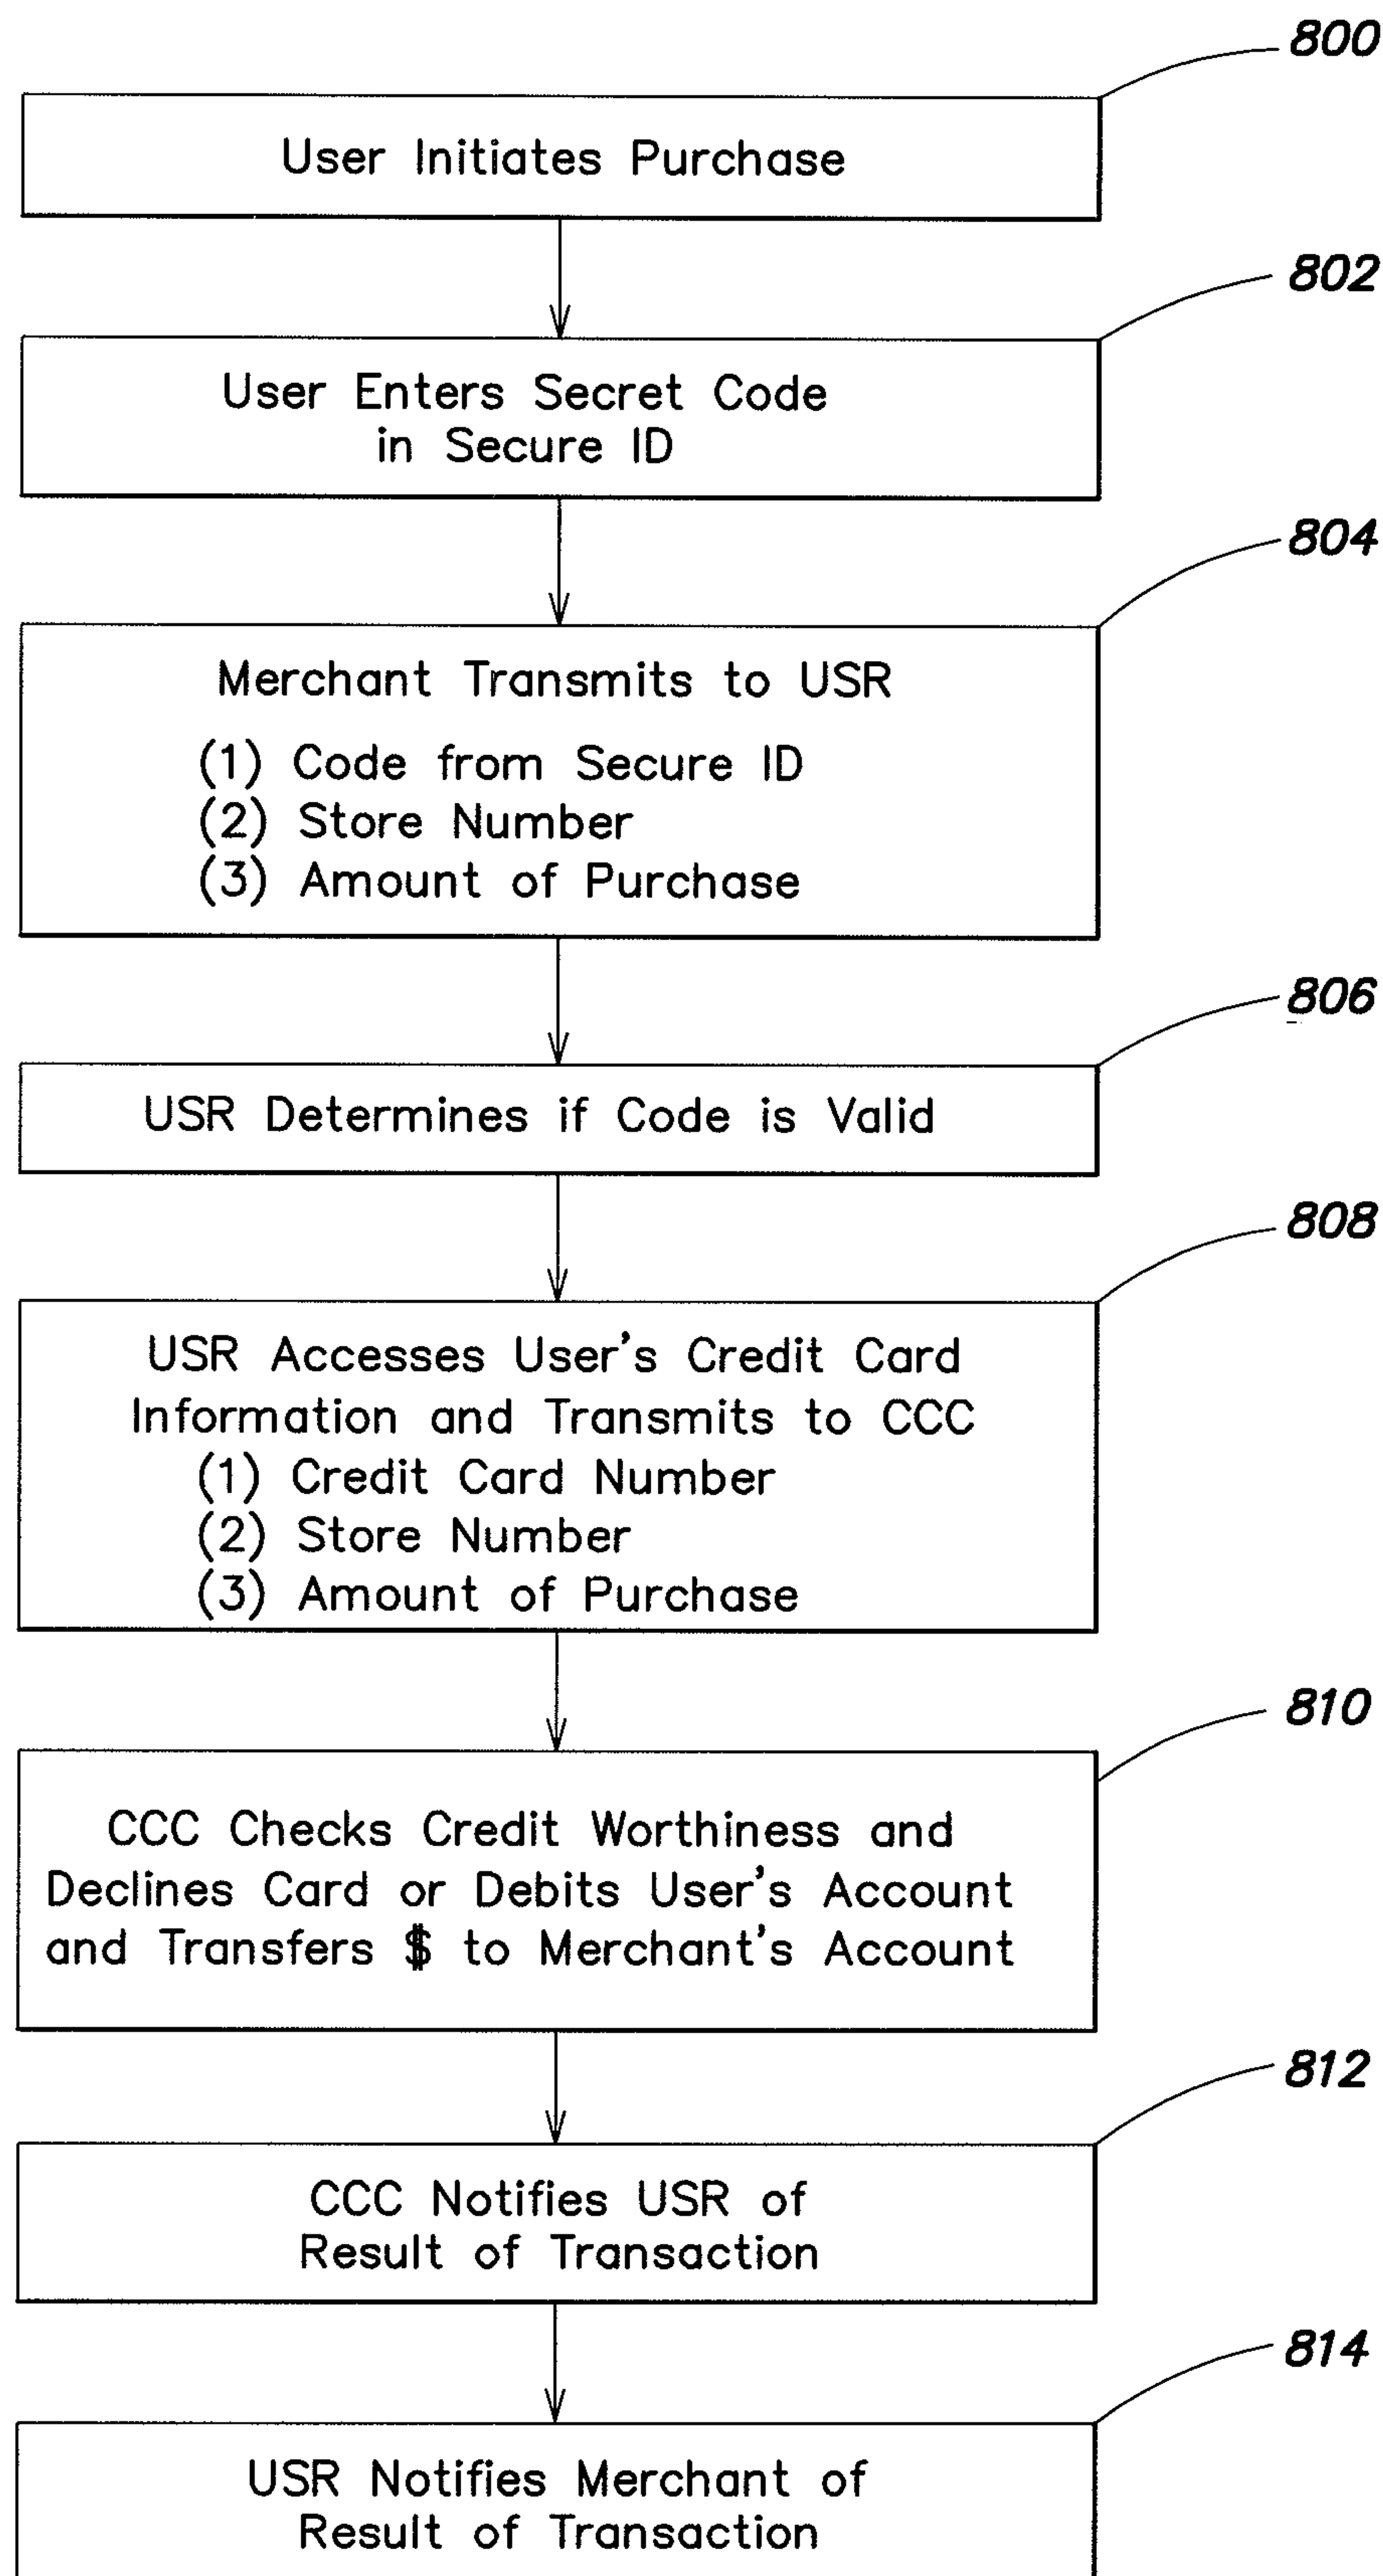 800
User Initiates Purchase
802
User Enters Secret Code
in Secure ID
804
Merchant Transmits to USR
(1) Code from Secure ID
(2) Store Number
(3) Amount of Purchase
806
USR Determines if Code is Valid
808
USR Accesses User's Credit Card
Information and Transmits to CCC
(1) Credit Card Number
(2) Store Number
(3) Amount of Purchase
810
CCC Checks Credit Worthiness and
Declines Card or Debits User's Account
and Transfers $ to Merchant's Account
812
CCC Notifies USR of
Result of Transaction
814
USR Notifies Merchant of
Result of Transaction